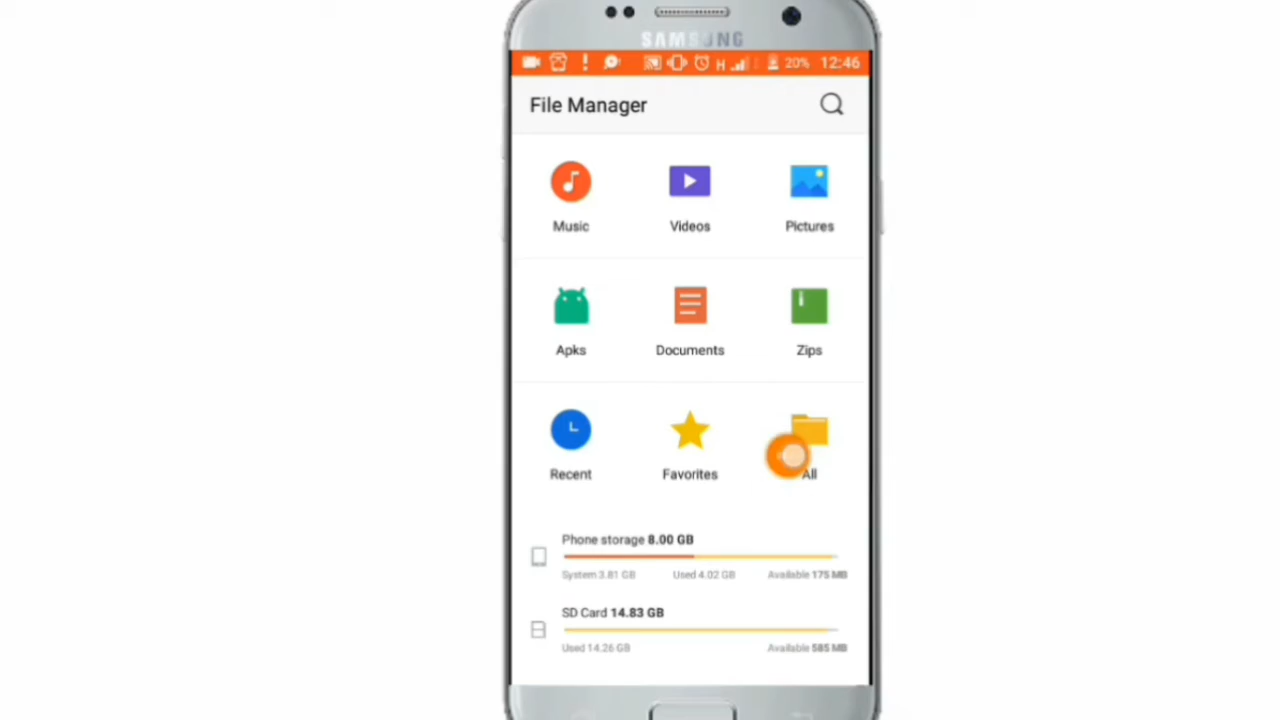 SAMSUNG
H 20% 12:46
File Manager
Music Videos Pictures
Apks Documents Zips
Recent Favorites All
Phone storage 8.00 GB
System 3.81 GB Used 4.02 GB Available 175 MB
SD Card 14.83 GB
Used 14.26 GB Available 585 MB